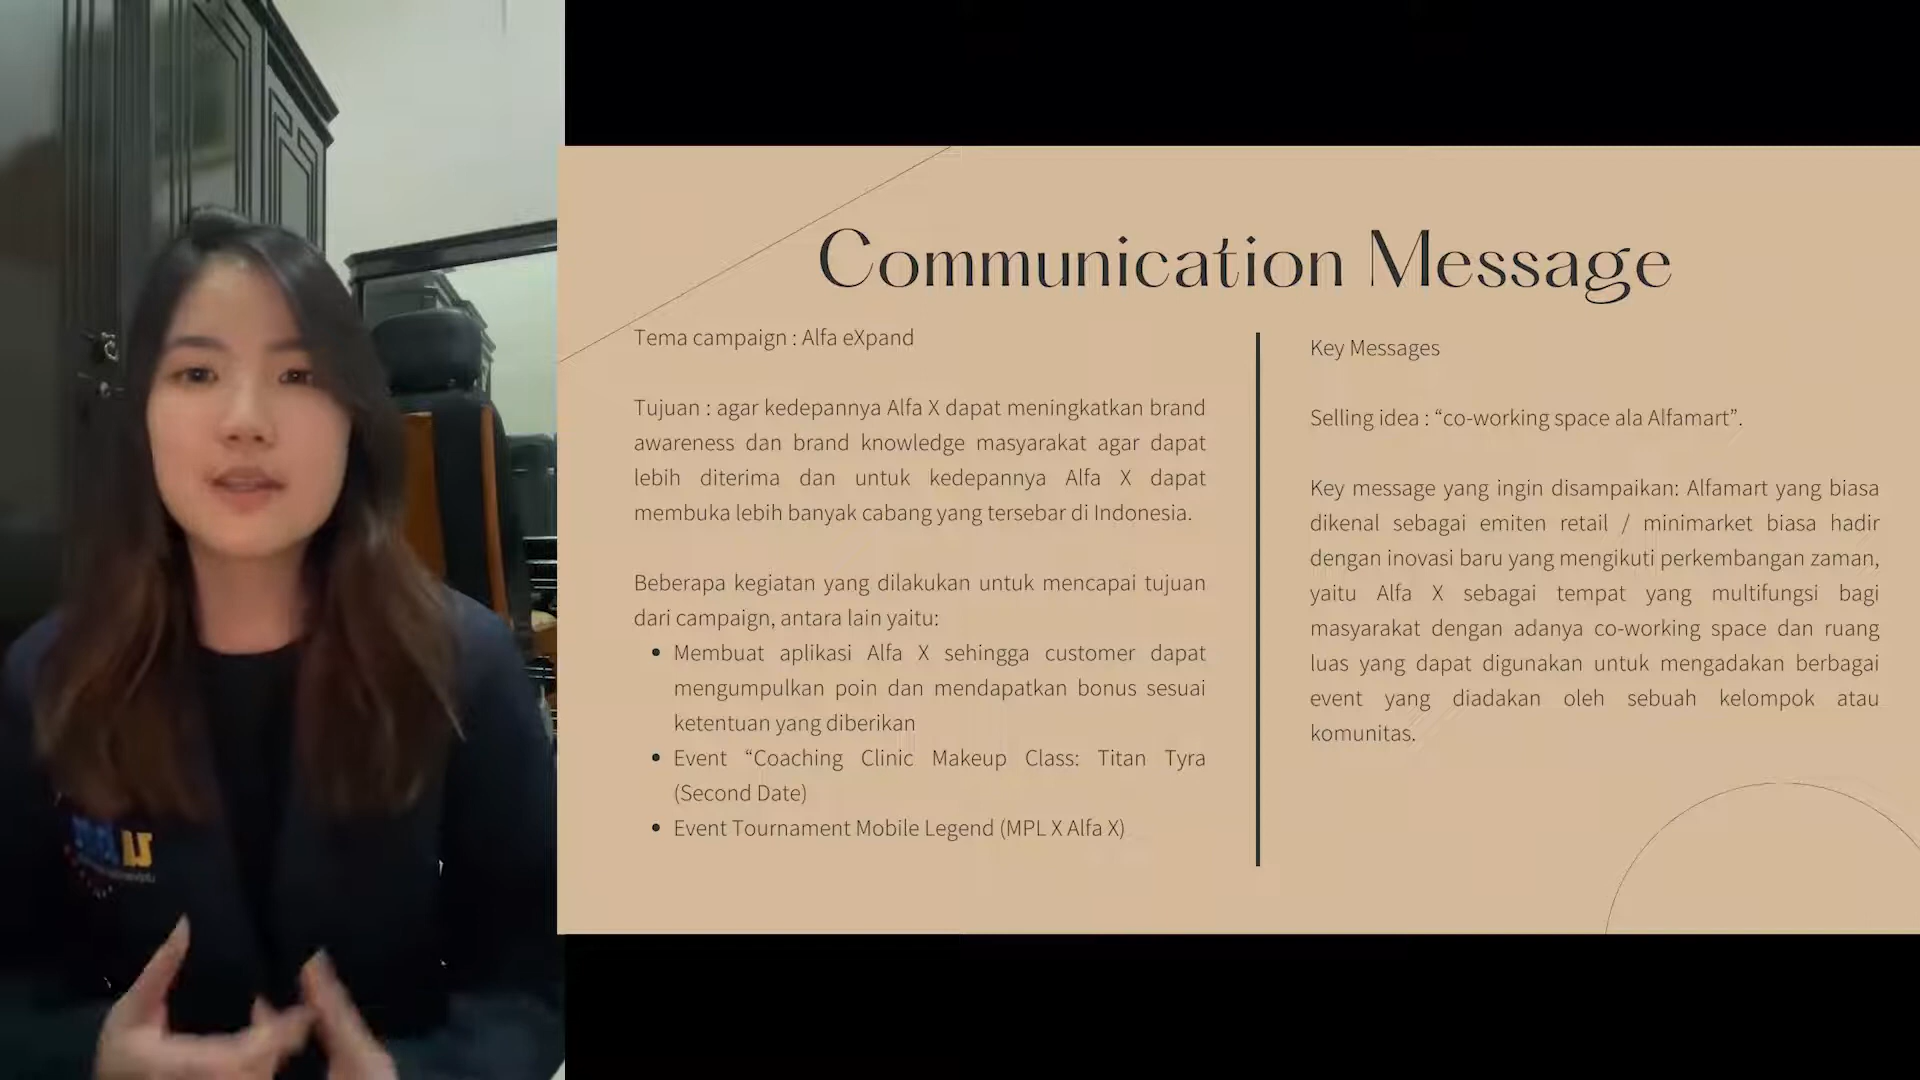 Communication Message
Tema campaign : Alfa eXpand
Tujuan : agar kedepannya Alfa X dapat meningkatkan brand
awareness dan brand knowledge masyarakat agar dapat
lebih diterima dan untuk kedepannya Alfa X dapat
membuka lebih banyak cabang yang tersebar di Indonesia.
Beberapa kegiatan yang dilakukan untuk mencapai tujuan
dari campaign, antara lain yaitu:
• Membuat aplikasi Alfa X sehingga customer dapat
mengumpulkan poin dan mendapatkan bonus sesuai
ketentuan yang diberikan
• Event “Coaching Clinic Makeup Class: Titan Tyra
(Second Date)
• Event Tournament Mobile Legend (MPL X Alfa X)
Key Messages
Selling idea : “co-working space ala Alfamart”.
Key message yang ingin disampaikan: Alfamart yang biasa
dikenal sebagai emiten retail / minimarket biasa hadir
dengan inovasi baru yang mengikuti perkembangan zaman,
yaitu Alfa X sebagai tempat yang multifungsi bagi
masyarakat dengan adanya co-working space dan ruang
luas yang dapat digunakan untuk mengadakan berbagai
event yang diadakan oleh sebuah kelompok atau
komunitas.